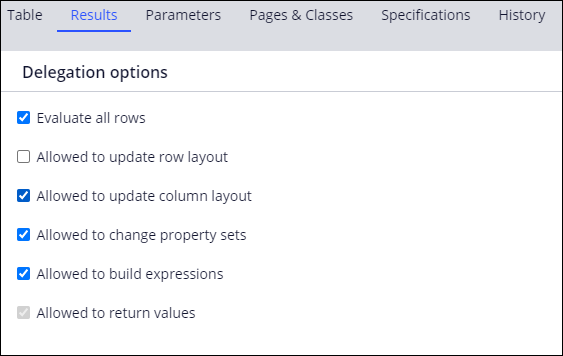 Table Results Parameters Pages & Classes Specifications History
Delegation options
Evaluate all rows
Allowed to update row layout
Allowed to update column layout
Allowed to change property sets
Allowed to build expressions
Allowed to return values